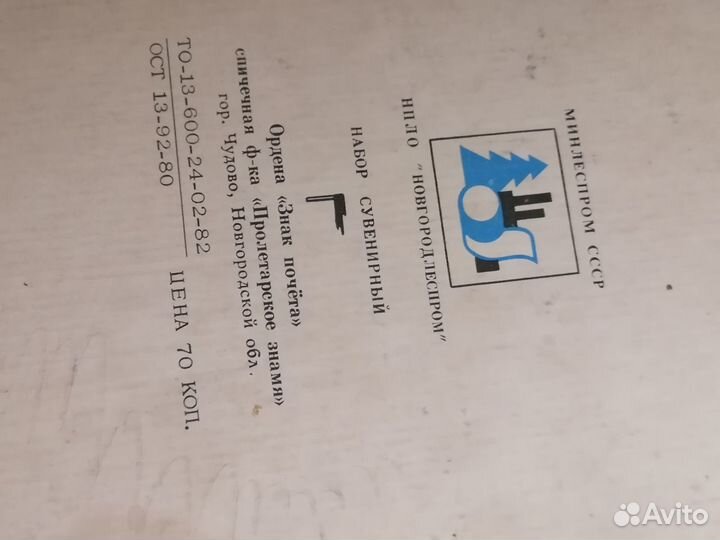 МИНЛЕСПРОМ СССР
НПЛО "НОВГОРОДЛЕСПРОМ"
НАБОР СУВЕНИРНЫЙ
Ордена «Знак почёта»
спичечная ф-ка «Пролетарское знамя»
гор. Чудово, Новгородской обл.
ТО-13-600-24-02-82
ОСТ 13-92-80
ЦЕНА 70 КОП.
Avito